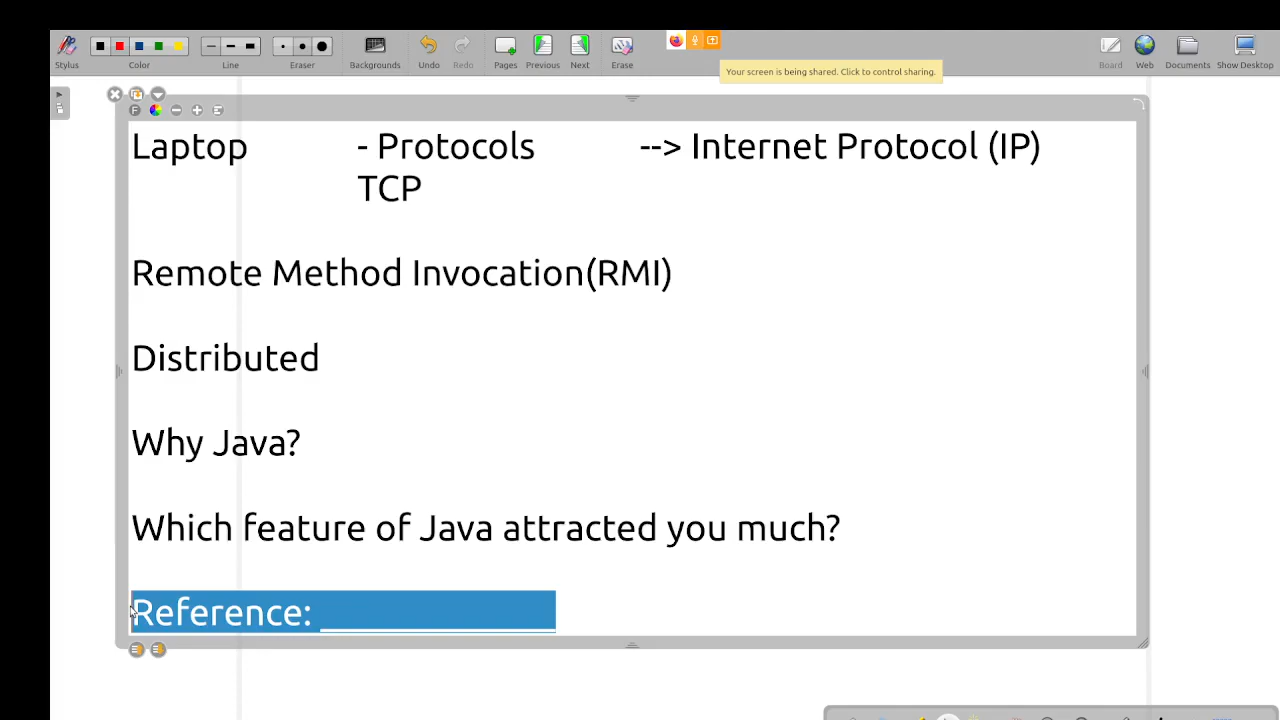 Stylus
Color
Line
Eraser
Backgrounds
Undo
Redo
Pages
Previous
Next
Erase
Board
Web
Documents
Show Desktop
Your screen is being shared. Click to control sharing.
Laptop - Protocols --> Internet Protocol (IP)
TCP
Remote Method Invocation(RMI)
Distributed
Why Java?
Which feature of Java attracted you much?
Reference: ___________